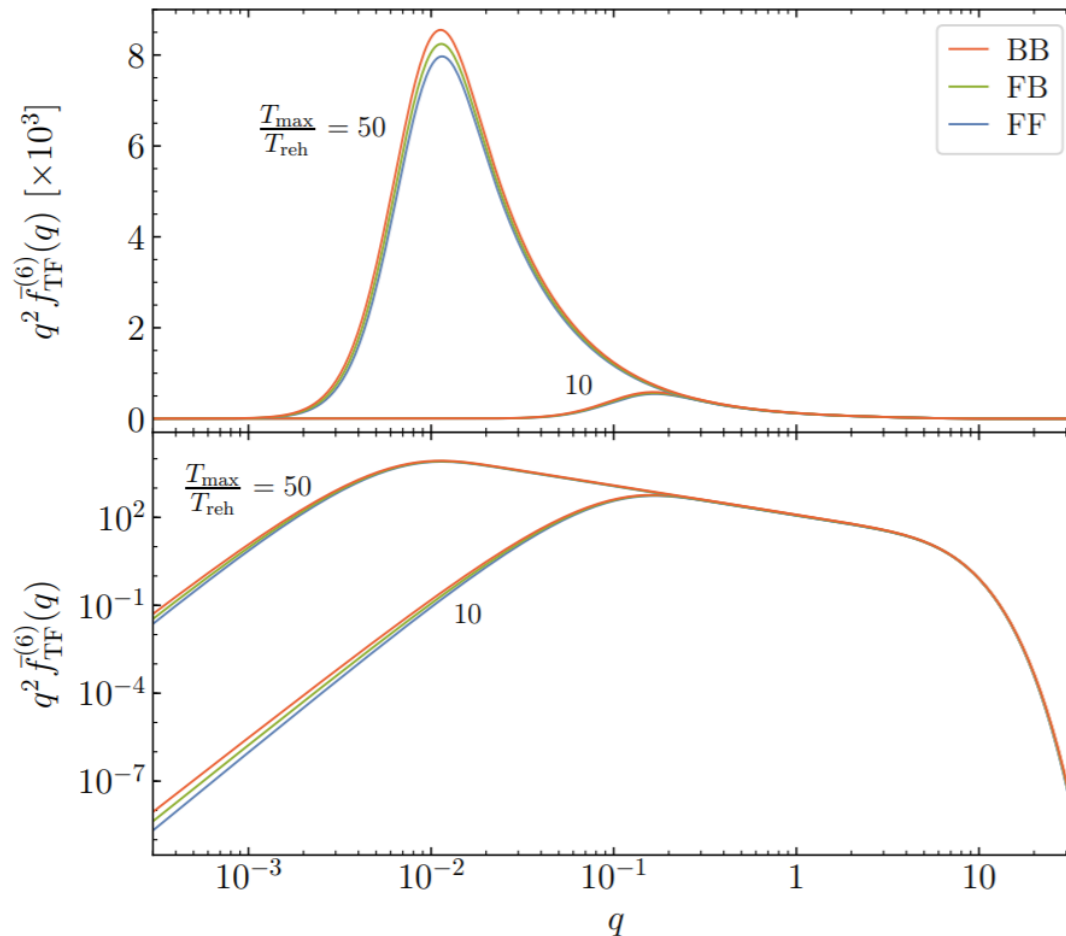 q² f̄_TF^(6)(q) [×10³]
8
6
4
2
0
T_max/T_reh = 50
10
BB
FB
FF
q² f̄_TF^(6)(q)
10²
10⁻¹
10⁻⁴
10⁻⁷
T_max/T_reh = 50
10
10⁻³
10⁻²
10⁻¹
1
10
q